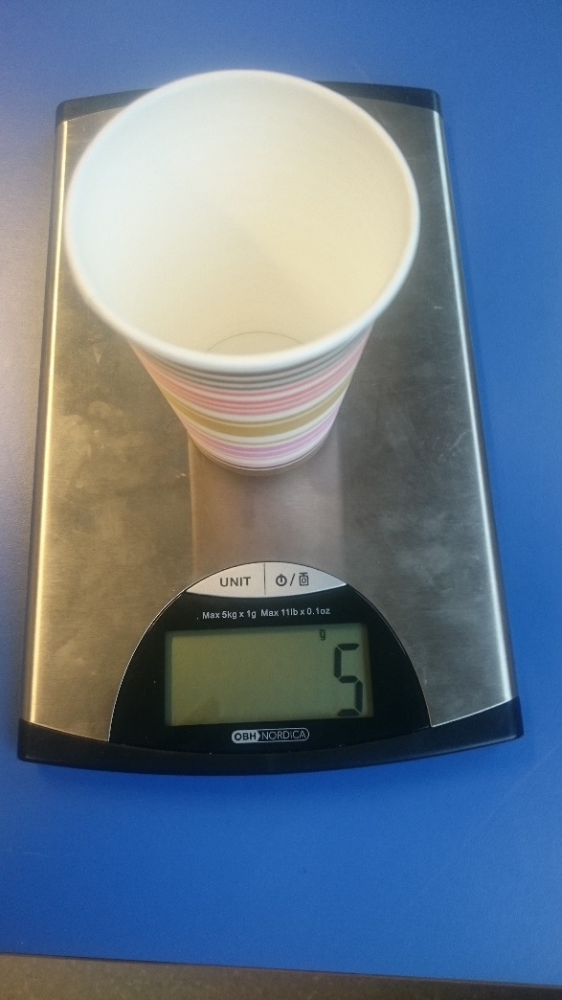 UNIT
Max 5kg x 1g Max 11lb x 0.1oz
g
5
OBH NORDICA